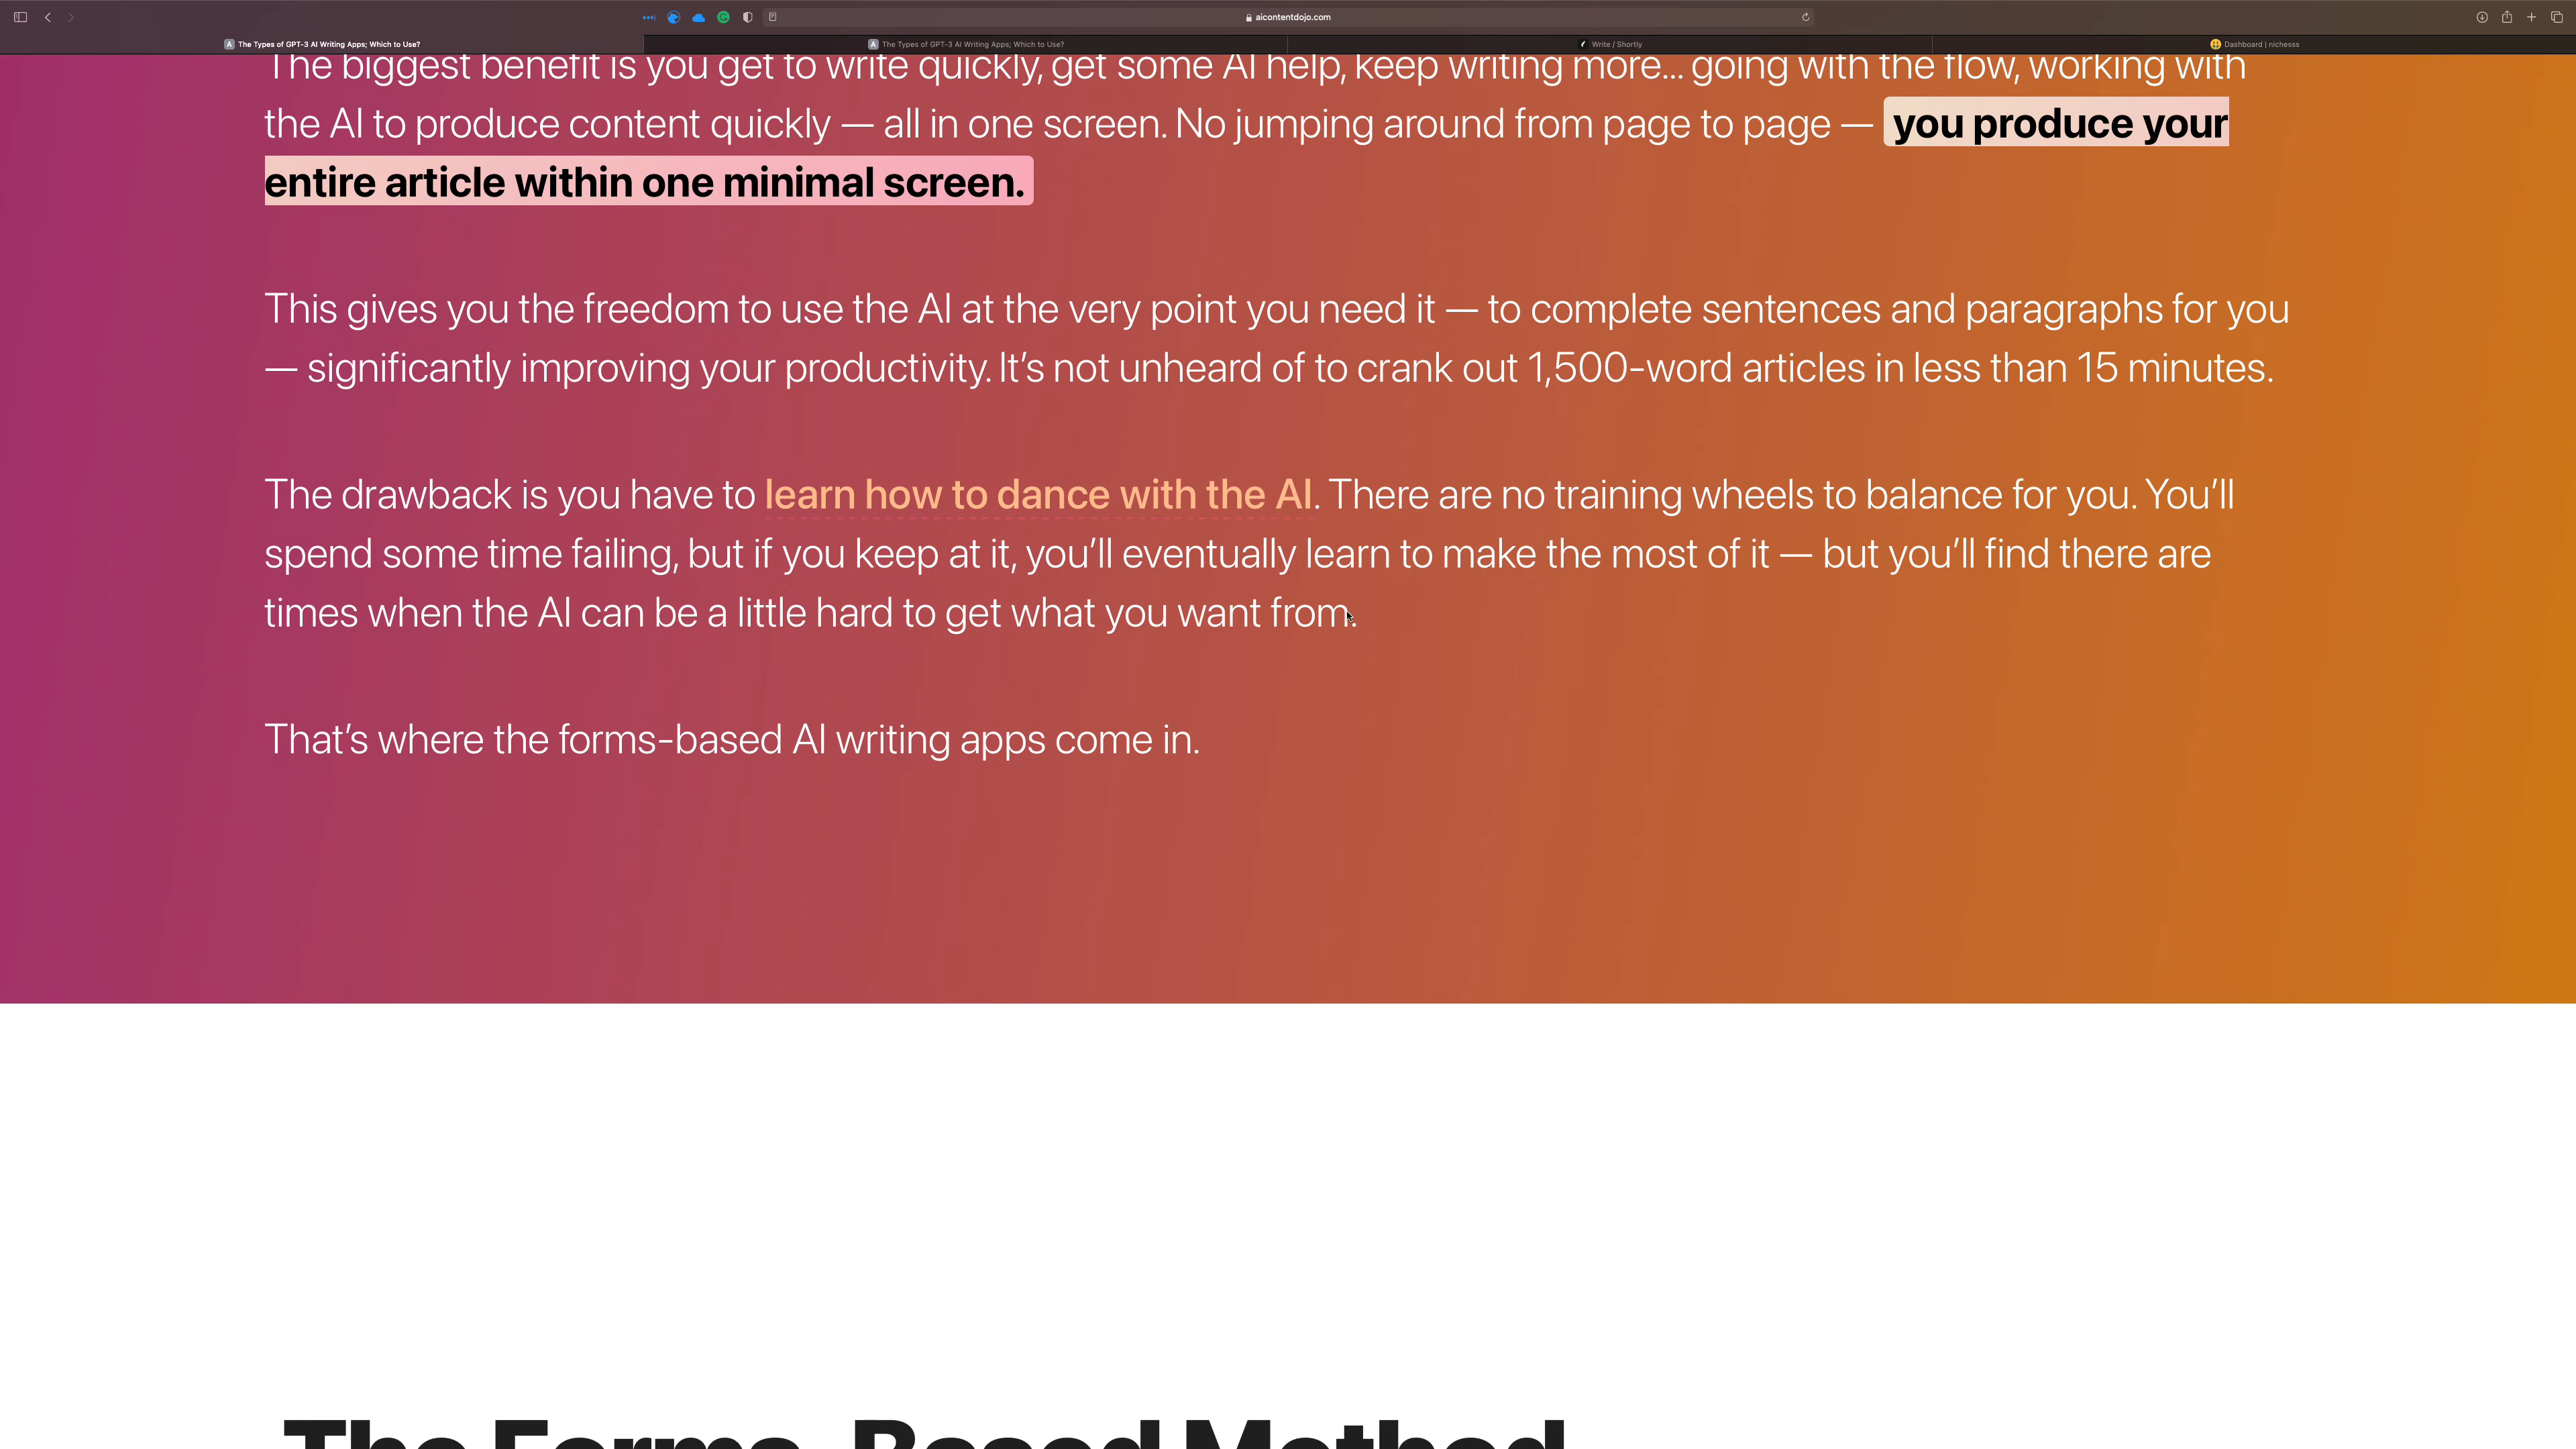 aicontentdojo.com
The Types of GPT-3 AI Writing Apps; Which to Use?
The Types of GPT-3 AI Writing Apps; Which to Use?
Write / Shortly
Dashboard | nichesss
The biggest benefit is you get to write quickly, get some AI help, keep writing more... going with the flow, working with
the AI to produce content quickly — all in one screen. No jumping around from page to page — you produce your
entire article within one minimal screen.
This gives you the freedom to use the AI at the very point you need it — to complete sentences and paragraphs for you
— significantly improving your productivity. It’s not unheard of to crank out 1,500-word articles in less than 15 minutes.
The drawback is you have to learn how to dance with the AI. There are no training wheels to balance for you. You’ll
spend some time failing, but if you keep at it, you’ll eventually learn to make the most of it — but you’ll find there are
times when the AI can be a little hard to get what you want from.
That’s where the forms-based AI writing apps come in.
The Forms-Based Method